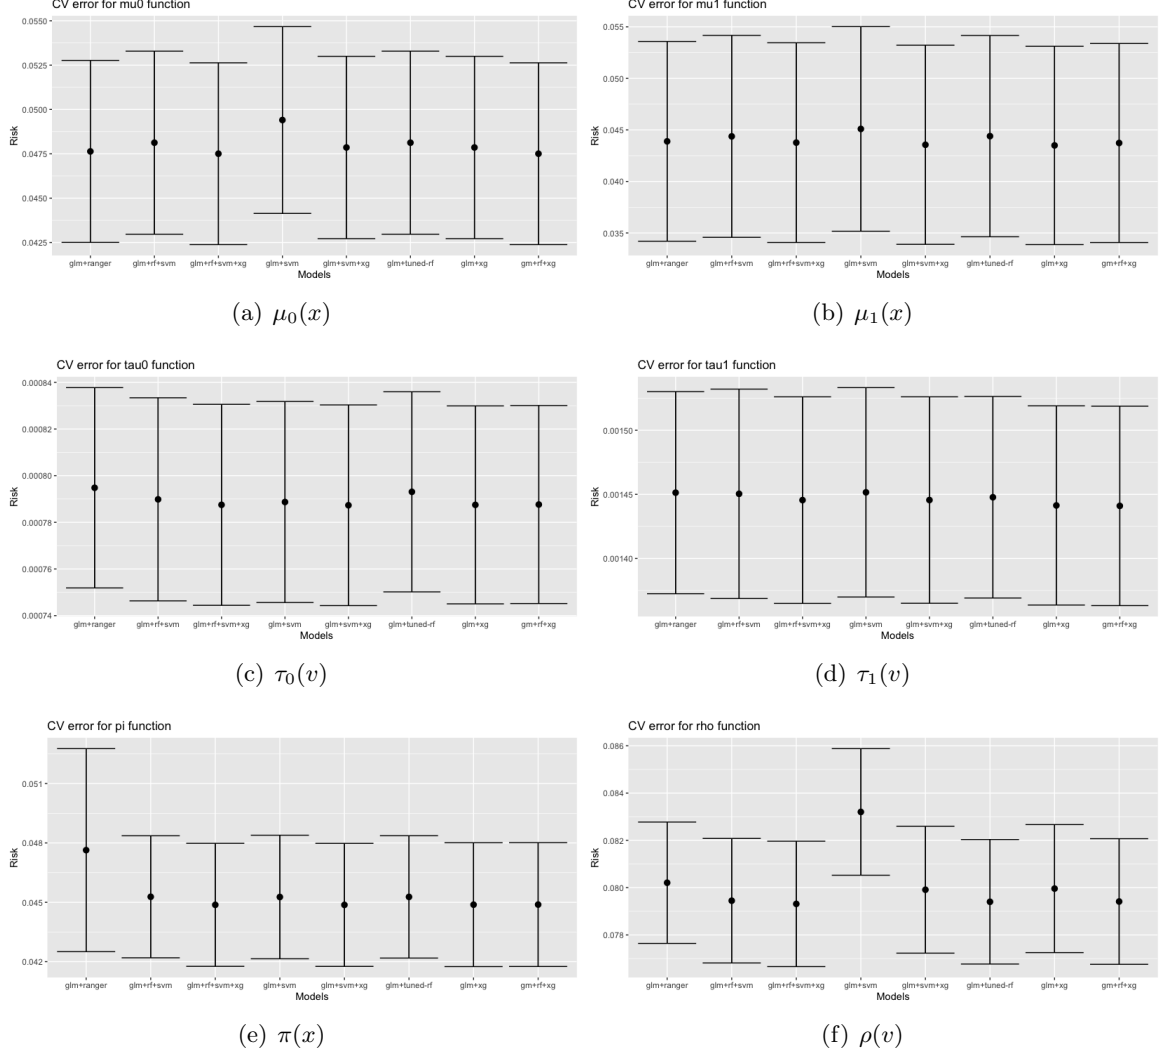 CV error for mu0 function
CV error for mu1 function
0.0550
0.0525
0.0500
0.0475
0.0450
0.0425
Risk
glm+ranger glm+rf+svm glm+rf+svm+xg glm+svm glm+svm+xg glm+tuned-rf glm+xg gm+rf+xg
Models
0.055
0.050
0.045
0.040
0.035
Risk
glm+ranger glm+rf+svm glm+rf+svm+xg glm+svm glm+svm+xg glm+tuned-rf glm+xg gm+rf+xg
Models
(a) μ₀(x)
(b) μ₁(x)
CV error for tau0 function
CV error for tau1 function
0.00084
0.00082
0.00080
0.00078
0.00076
0.00074
Risk
glm+ranger glm+rf+svm glm+rf+svm+xg glm+svm glm+svm+xg glm+tuned-rf glm+xg gm+rf+xg
Models
0.00150
0.00145
0.00140
Risk
glm+ranger glm+rf+svm glm+rf+svm+xg glm+svm glm+svm+xg glm+tuned-rf glm+xg gm+rf+xg
Models
(c) τ₀(v)
(d) τ₁(v)
CV error for pi function
CV error for rho function
0.051
0.048
0.045
0.042
Risk
glm+ranger glm+rf+svm glm+rf+svm+xg glm+svm glm+svm+xg glm+tuned-rf glm+xg gm+rf+xg
Models
0.086
0.084
0.082
0.080
0.078
Risk
glm+ranger glm+rf+svm glm+rf+svm+xg glm+svm glm+svm+xg glm+tuned-rf glm+xg gm+rf+xg
Models
(e) π(x)
(f) ρ(v)